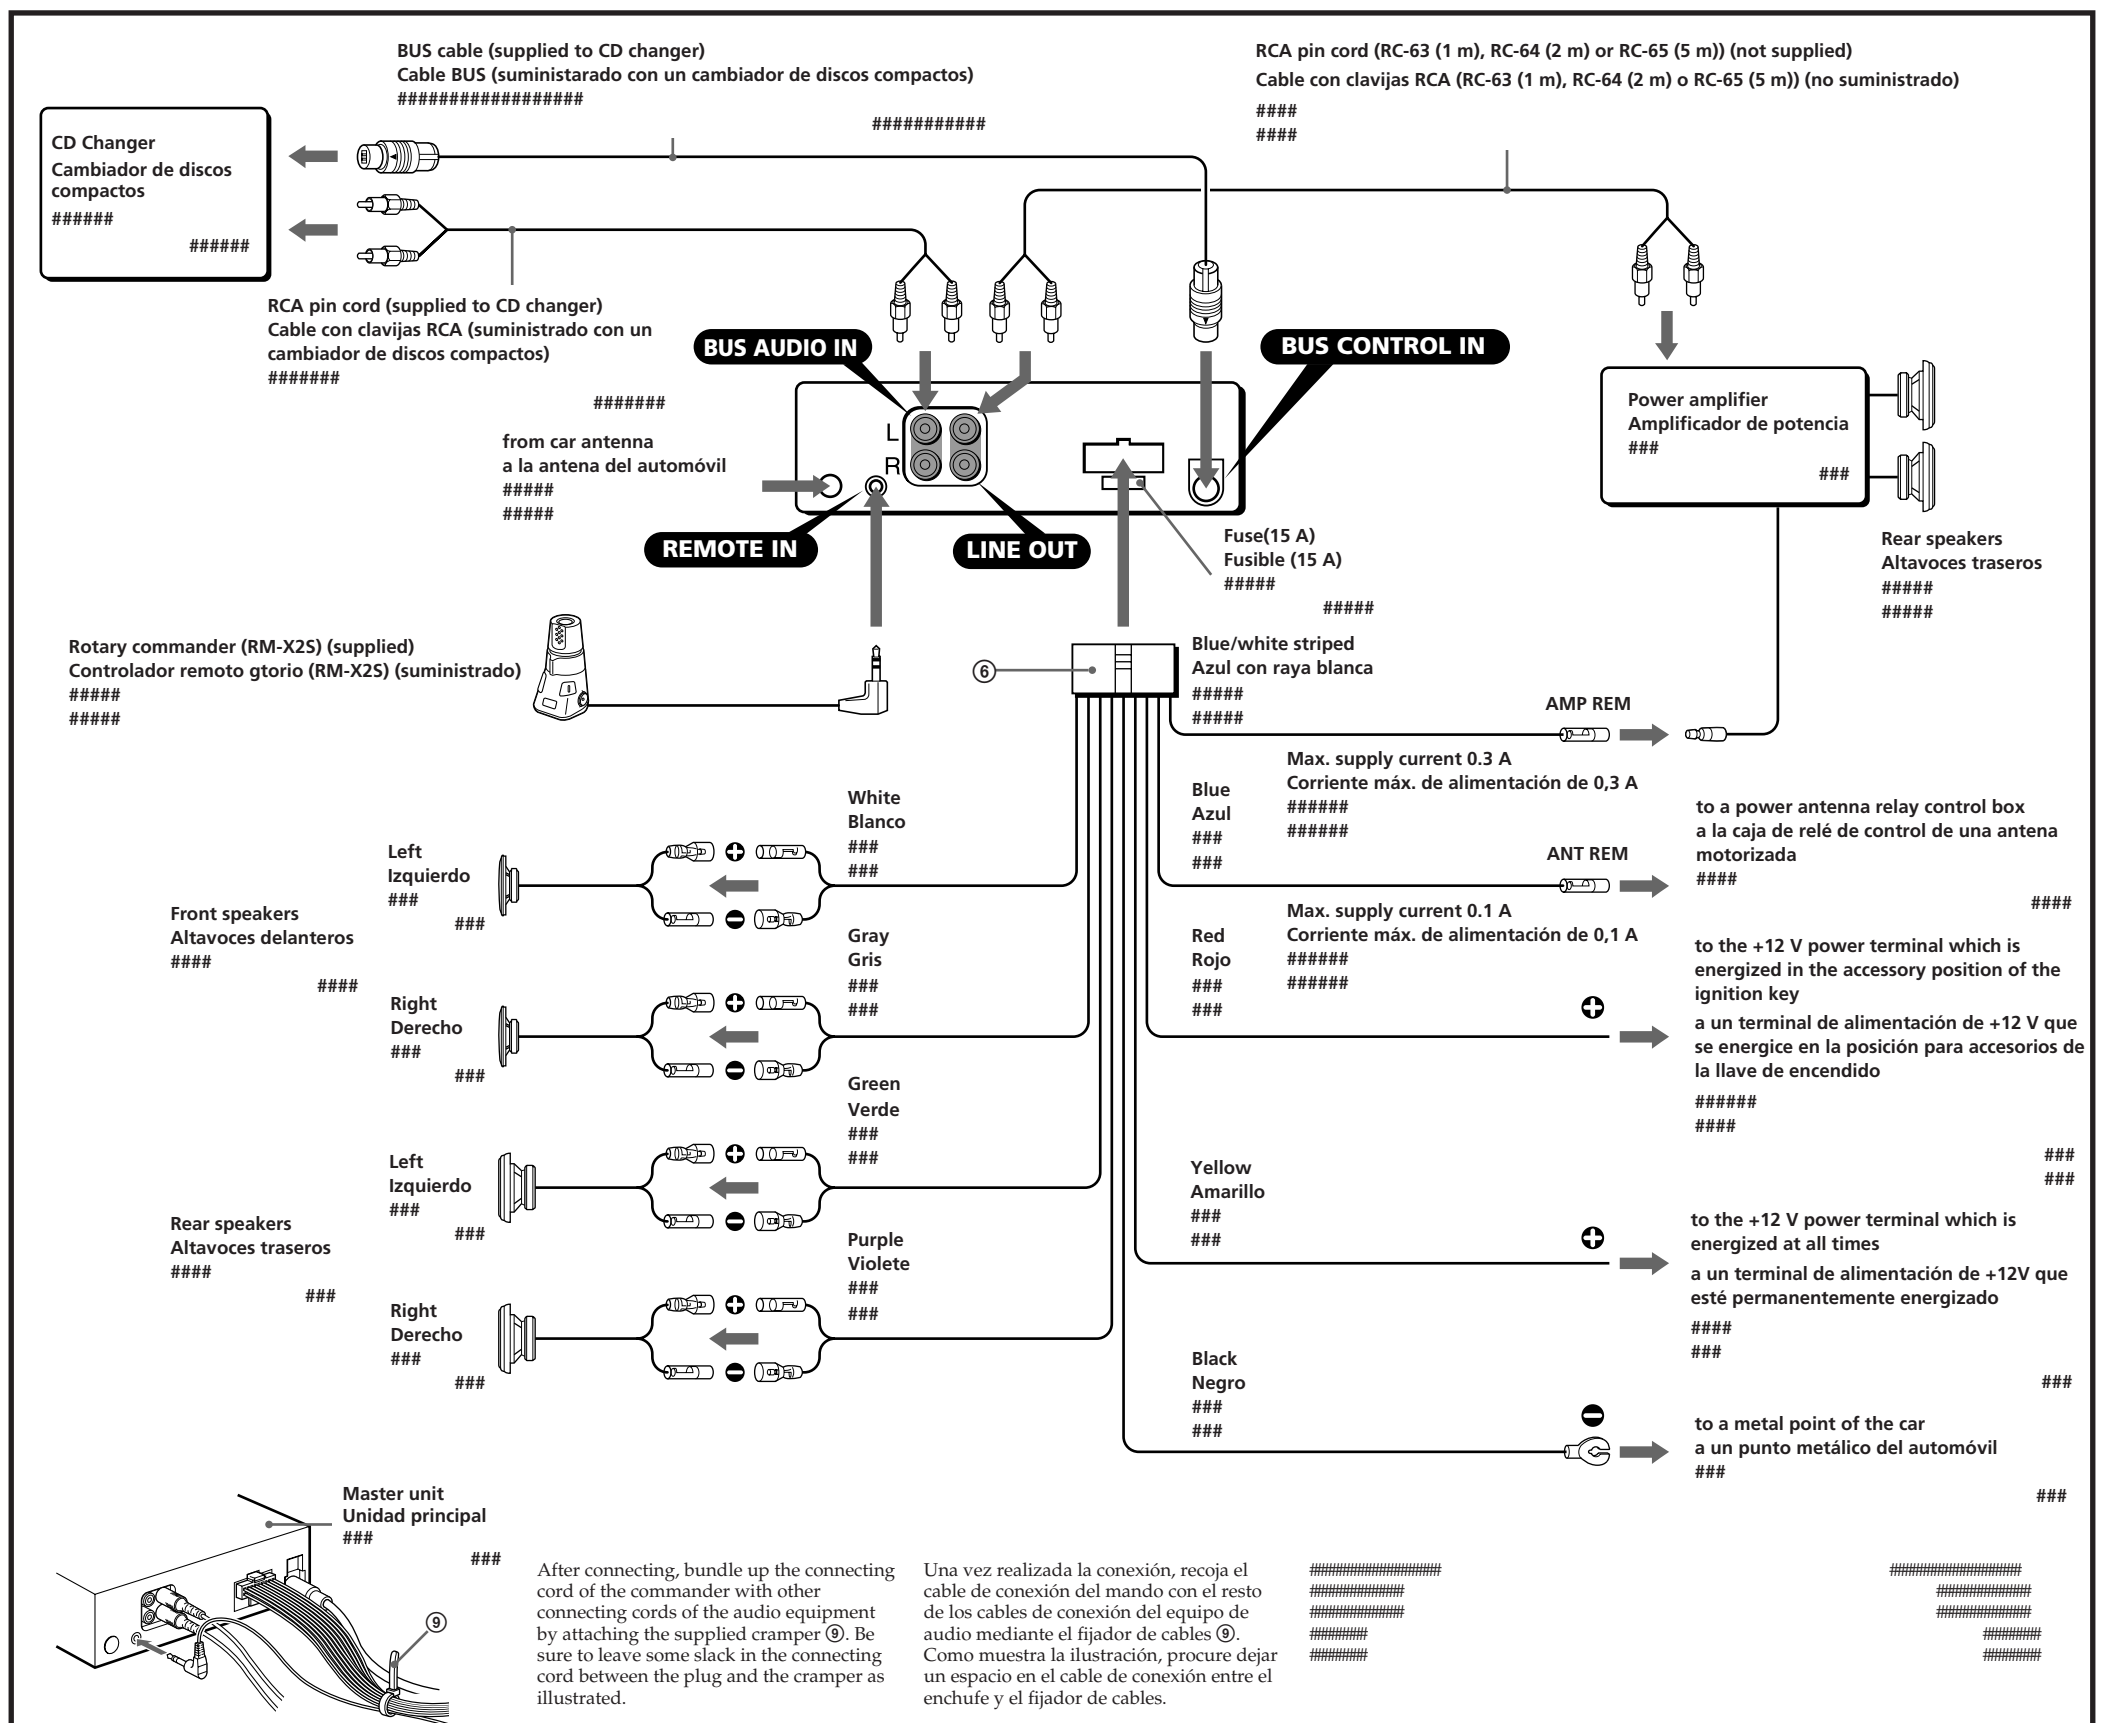 BUS cable (supplied to CD changer)
Cable BUS (suministarado con un cambiador de discos compactos)
##################
###########
RCA pin cord (RC-63 (1 m), RC-64 (2 m) or RC-65 (5 m)) (not supplied)
Cable con clavijas RCA (RC-63 (1 m), RC-64 (2 m) o RC-65 (5 m)) (no suministrado)
####
####
CD Changer
Cambiador de discos
compactos
######
######
RCA pin cord (supplied to CD changer)
Cable con clavijas RCA (suministrado con un
cambiador de discos compactos)
#######
#######
BUS AUDIO IN
BUS CONTROL IN
from car antenna
a la antena del automóvil
#####
#####
L
R
REMOTE IN
LINE OUT
Fuse(15 A)
Fusible (15 A)
#####
#####
Power amplifier
Amplificador de potencia
###
###
Rear speakers
Altavoces traseros
#####
#####
Rotary commander (RM-X2S) (supplied)
Controlador remoto gtorio (RM-X2S) (suministrado)
#####
#####
⑥
Blue/white striped
Azul con raya blanca
#####
#####
AMP REM
Max. supply current 0.3 A
Corriente máx. de alimentación de 0,3 A
######
######
White
Blanco
###
###
Blue
Azul
###
###
ANT REM
to a power antenna relay control box
a la caja de relé de control de una antena
motorizada
####
####
Left
Izquierdo
###
###
Front speakers
Altavoces delanteros
####
####
Max. supply current 0.1 A
Corriente máx. de alimentación de 0,1 A
######
######
Gray
Gris
###
###
Red
Rojo
###
###
to the +12 V power terminal which is
energized in the accessory position of the
ignition key
a un terminal de alimentación de +12 V que
se energice en la posición para accesorios de
la llave de encendido
######
####
###
###
Right
Derecho
###
###
Green
Verde
###
###
Left
Izquierdo
###
###
Rear speakers
Altavoces traseros
####
###
Yellow
Amarillo
###
###
to the +12 V power terminal which is
energized at all times
a un terminal de alimentación de +12V que
esté permanentemente energizado
####
###
###
Purple
Violete
###
###
Right
Derecho
###
###
Black
Negro
###
###
to a metal point of the car
a un punto metálico del automóvil
###
###
Master unit
Unidad principal
###
###
⑨
After connecting, bundle up the connecting
cord of the commander with other
connecting cords of the audio equipment
by attaching the supplied cramper ⑨. Be
sure to leave some slack in the connecting
cord between the plug and the cramper as
illustrated.
Una vez realizada la conexión, recoja el
cable de conexión del mando con el resto
de los cables de conexión del equipo de
audio mediante el fijador de cables ⑨.
Como muestra la ilustración, procure dejar
un espacio en el cable de conexión entre el
enchufe y el fijador de cables.